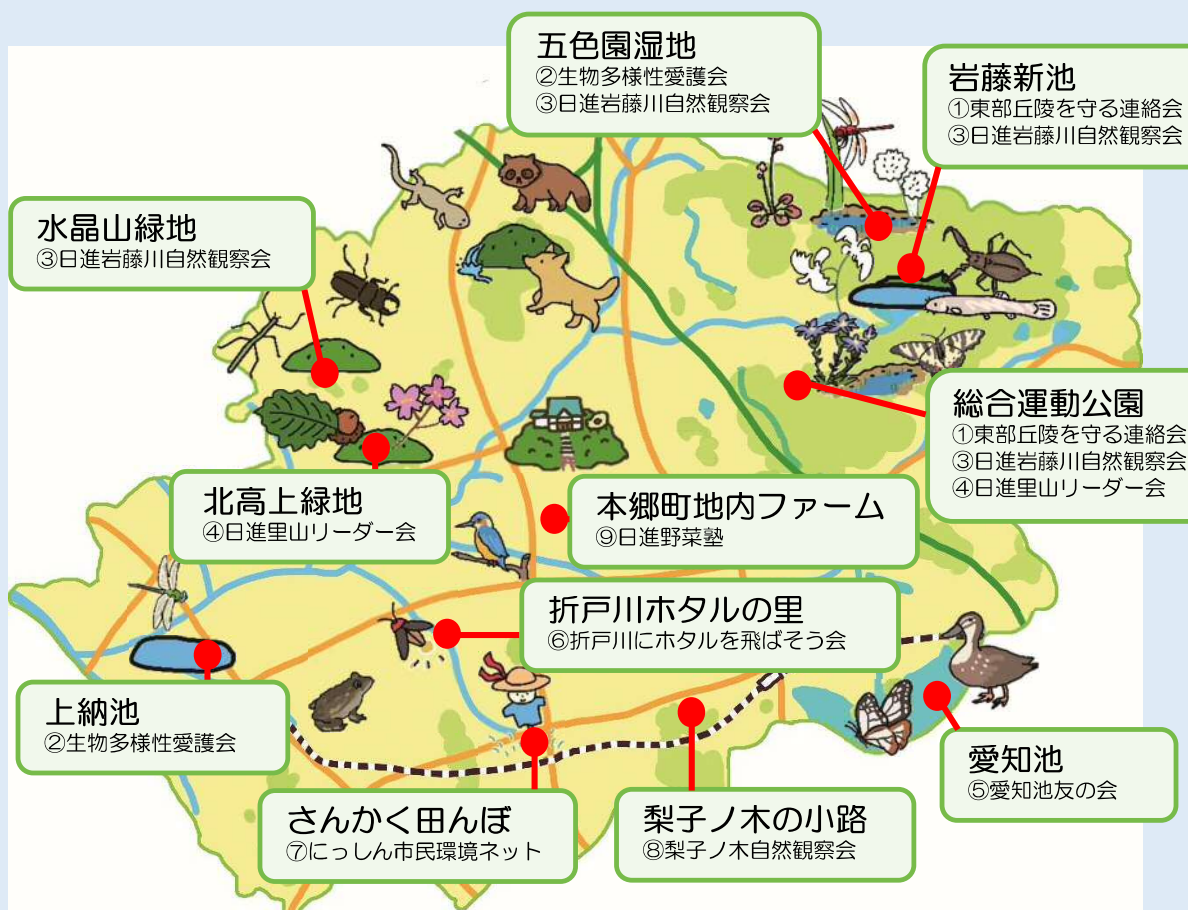 五色園湿地
②生物多様性愛護会
③日進岩藤川自然観察会
岩藤新池
①東部丘陵を守る連絡会
③日進岩藤川自然観察会
水晶山緑地
③日進岩藤川自然観察会
総合運動公園
①東部丘陵を守る連絡会
③日進岩藤川自然観察会
④日進里山リーダー会
北高上緑地
④日進里山リーダー会
本郷町地内ファーム
⑨日進野菜塾
折戸川ホタルの里
⑥折戸川にホタルを飛ばそう会
上納池
②生物多様性愛護会
愛知池
⑤愛知池友の会
さんかく田んぼ
⑦にっしん市民環境ネット
梨子ノ木の小路
⑧梨子ノ木自然観察会